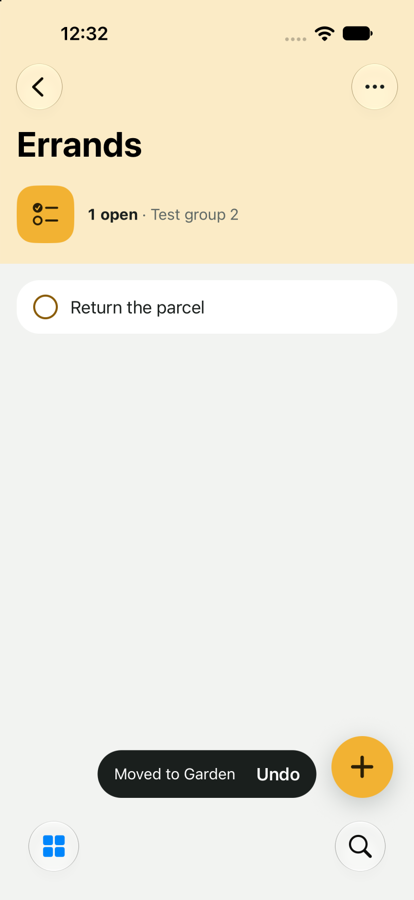 12:32
Errands
1 open · Test group 2
Return the parcel
Moved to Garden Undo